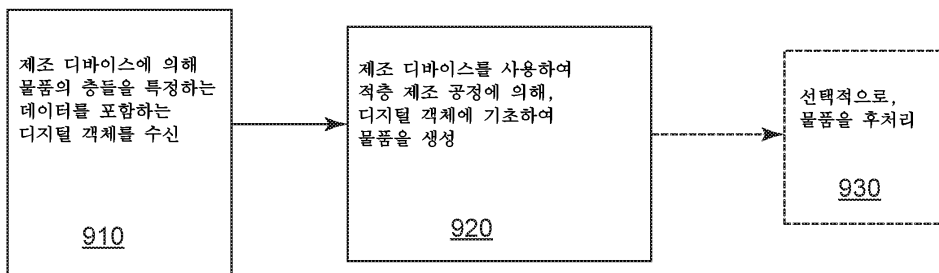 제조 디바이스에 의해
물품의 층들을 특정하는
데이터를 포함하는
디지털 객체를 수신
910
제조 디바이스를 사용하여
적층 제조 공정에 의해,
디지털 객체에 기초하여
물품을 생성
920
선택적으로,
물품을 후처리
930